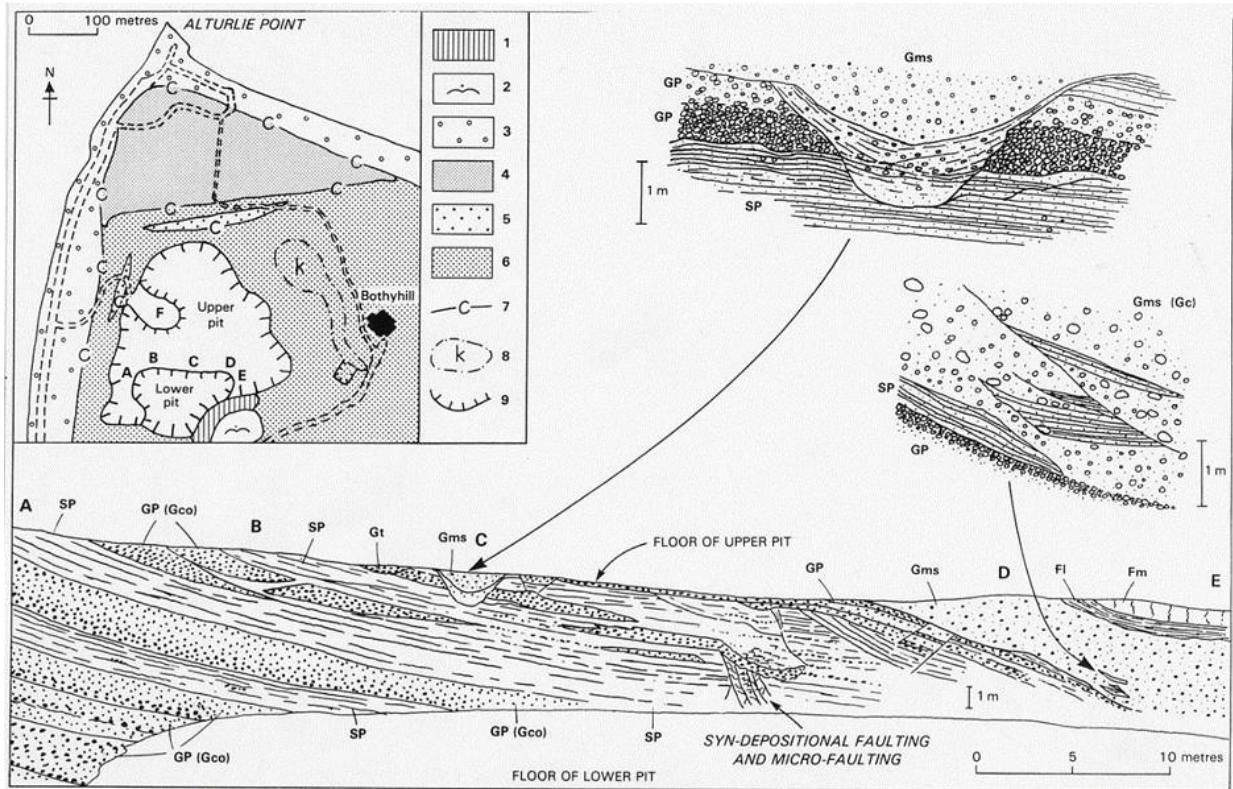 0 100 metres
ALTURLIE POINT
N
C
C
C
C
C
C
C
C
k
Upper pit
F
Bothyhill
B C D
A E
Lower pit
1
2
3
4
5
6
C 7
k 8
9
Gms
GP
GP
1 m
SP
Gms (Gc)
SP
GP
1 m
A
SP
GP (Gco)
B
SP
Gt
Gms C
FLOOR OF UPPER PIT
GP
Gms
D
Fl
Fm
E
1 m
GP (Gco)
SP
GP (Gco)
SP
SYN-DEPOSITIONAL FAULTING
AND MICRO-FAULTING
FLOOR OF LOWER PIT
0 5 10 metres